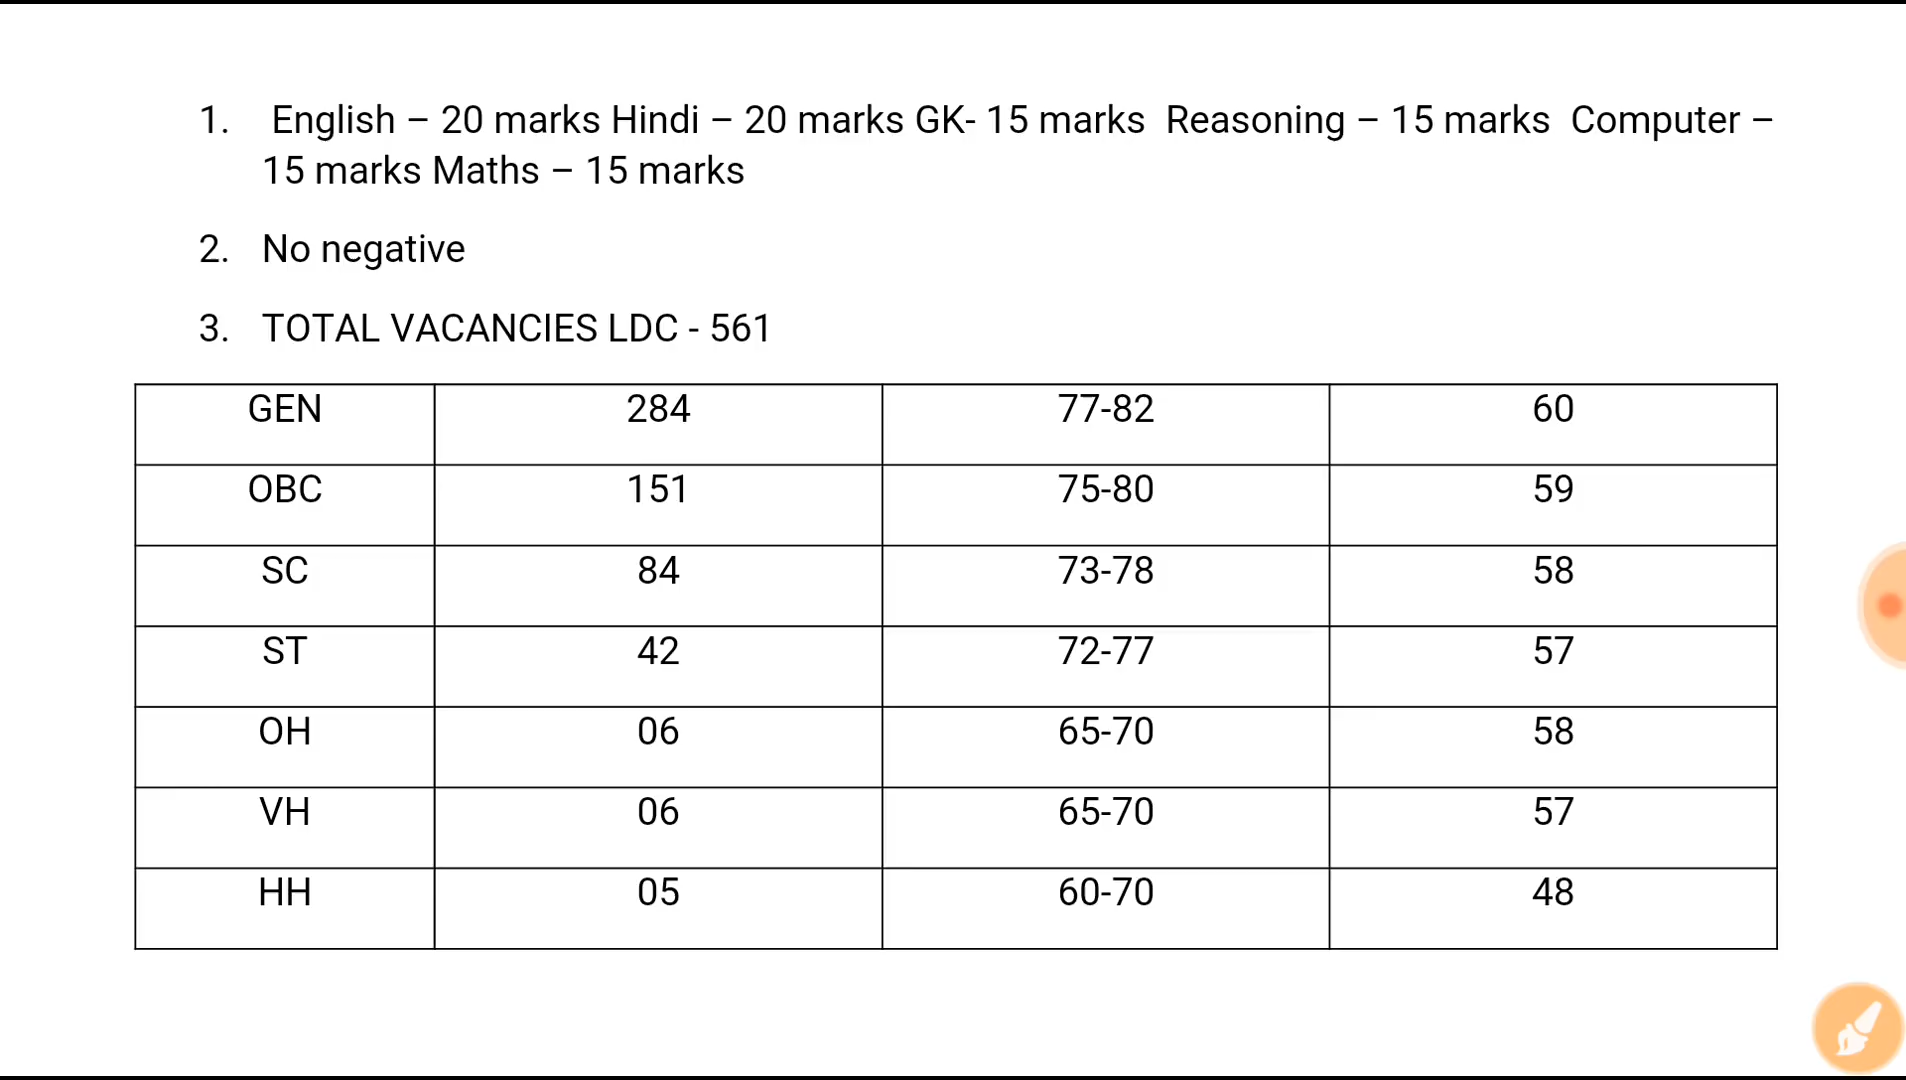 1. English – 20 marks Hindi – 20 marks GK- 15 marks Reasoning – 15 marks Computer –
15 marks Maths – 15 marks
2. No negative
3. TOTAL VACANCIES LDC - 561
GEN 284 77-82 60
OBC 151 75-80 59
SC 84 73-78 58
ST 42 72-77 57
OH 06 65-70 58
VH 06 65-70 57
HH 05 60-70 48